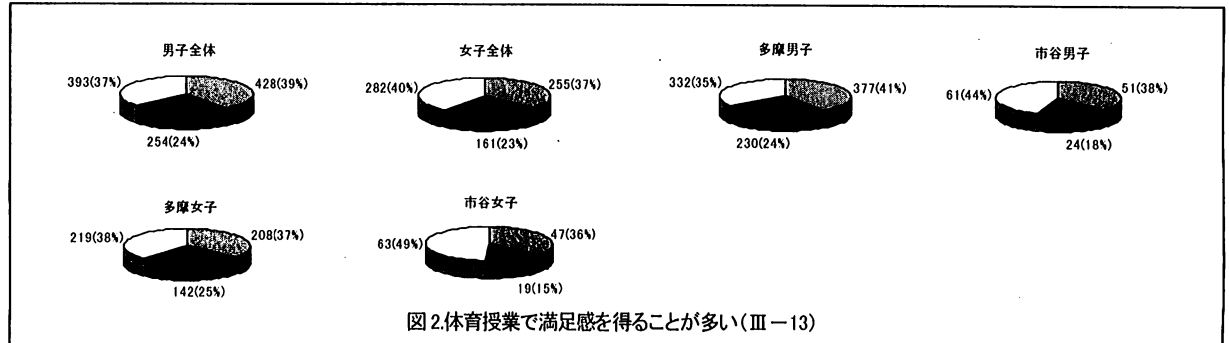 男子全体
393(37%)
428(39%)
254(24%)
女子全体
282(40%)
255(37%)
161(23%)
多摩男子
332(35%)
377(41%)
230(24%)
市谷男子
61(44%)
51(38%)
24(18%)
多摩女子
219(38%)
208(37%)
142(25%)
市谷女子
63(49%)
47(36%)
19(15%)
図2.体育授業で満足感を得ることが多い(Ⅲ－13)